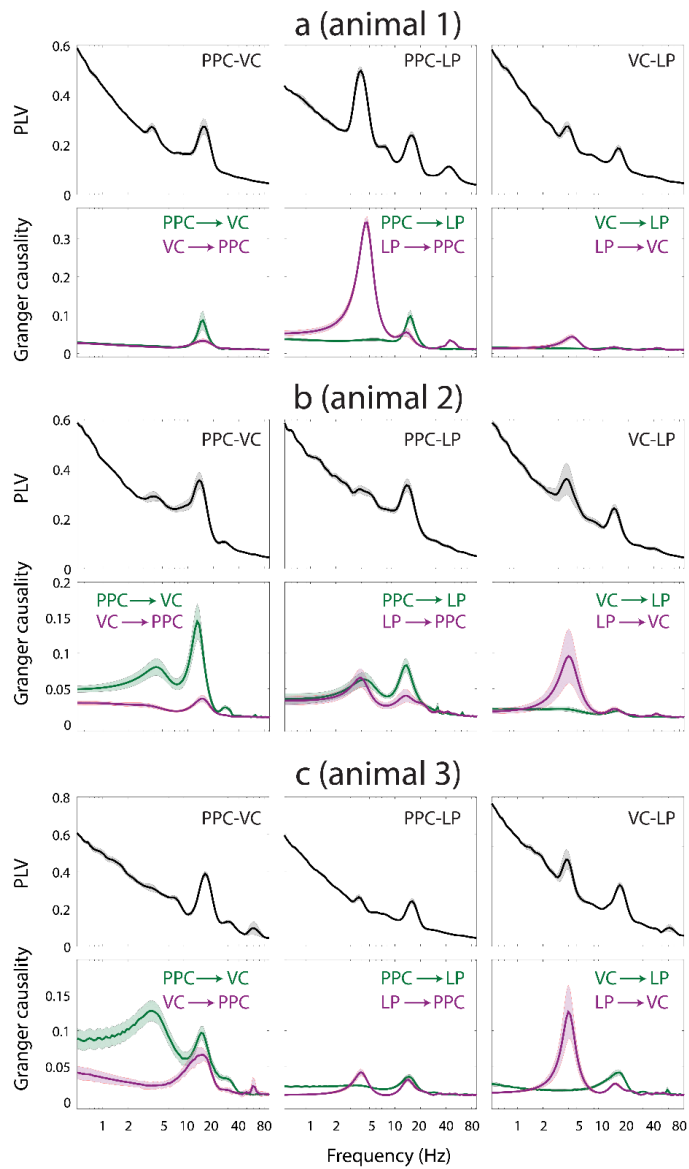 a (animal 1)
PPC-VC
PPC-LP
VC-LP
PLV
0.6
0.4
0.2
0
PPC→VC
VC→PPC
PPC→LP
LP→PPC
VC→LP
LP→VC
Granger causality
0.3
0.2
0.1
0
b (animal 2)
PPC-VC
PPC-LP
VC-LP
PLV
0.6
0.4
0.2
0
PPC→VC
VC→PPC
PPC→LP
LP→PPC
VC→LP
LP→VC
Granger causality
0.2
0.15
0.1
0.05
0
c (animal 3)
PPC-VC
PPC-LP
VC-LP
PLV
0.8
0.6
0.4
0.2
0
PPC→VC
VC→PPC
PPC→LP
LP→PPC
VC→LP
LP→VC
Granger causality
0.15
0.1
0.05
0
1 2 5 10 20 40 80
1 2 5 10 20 40 80
1 2 5 10 20 40 80
Frequency (Hz)